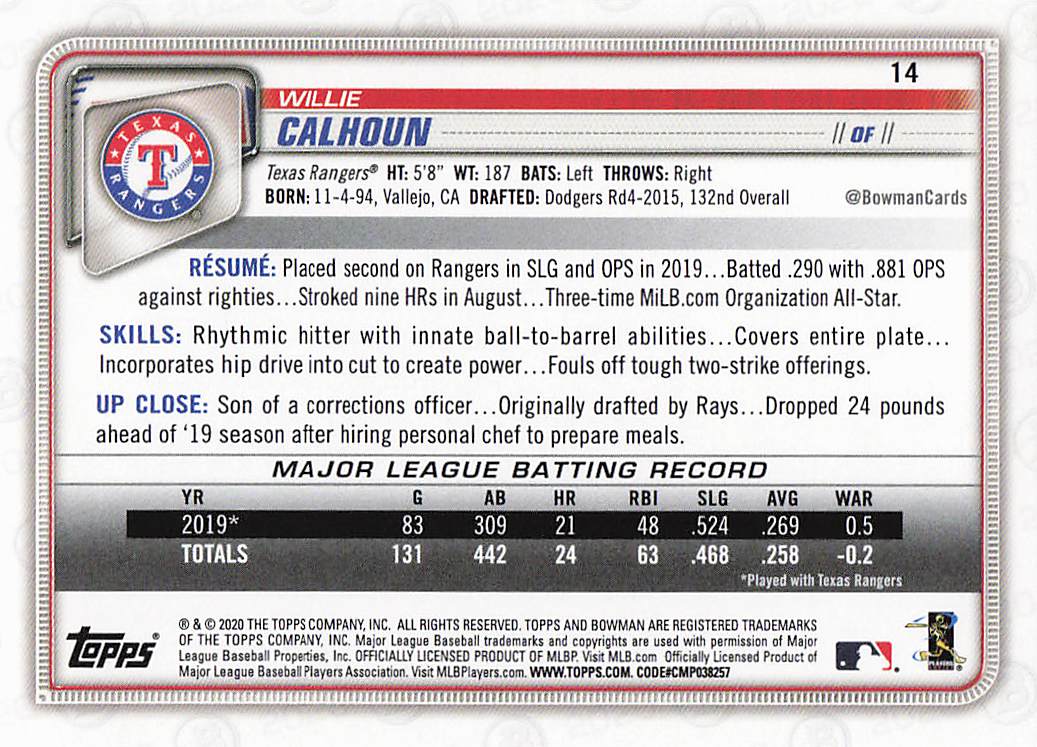 14
WILLIE
CALHOUN // OF //
TEXAS RANGERS T ®
Texas Rangers® HT: 5'8" WT: 187 BATS: Left THROWS: Right
BORN: 11-4-94, Vallejo, CA DRAFTED: Dodgers Rd4-2015, 132nd Overall @BowmanCards
RÉSUMÉ: Placed second on Rangers in SLG and OPS in 2019...Batted .290 with .881 OPS
against righties...Stroked nine HRs in August...Three-time MiLB.com Organization All-Star.
SKILLS: Rhythmic hitter with innate ball-to-barrel abilities...Covers entire plate...
Incorporates hip drive into cut to create power...Fouls off tough two-strike offerings.
UP CLOSE: Son of a corrections officer...Originally drafted by Rays...Dropped 24 pounds
ahead of '19 season after hiring personal chef to prepare meals.
MAJOR LEAGUE BATTING RECORD
YR G AB HR RBI SLG AVG WAR
2019* 83 309 21 48 .524 .269 0.5
TOTALS 131 442 24 63 .468 .258 -0.2
*Played with Texas Rangers
® & © 2020 THE TOPPS COMPANY, INC. ALL RIGHTS RESERVED. TOPPS AND BOWMAN ARE REGISTERED TRADEMARKS
OF THE TOPPS COMPANY, INC. Major League Baseball trademarks and copyrights are used with permission of Major
League Baseball Properties, Inc. OFFICIALLY LICENSED PRODUCT OF MLBP. Visit MLB.com Officially Licensed Product of
Major League Baseball Players Association. Visit MLBPlayers.com. WWW.TOPPS.COM. CODE#CMP038257
Topps®